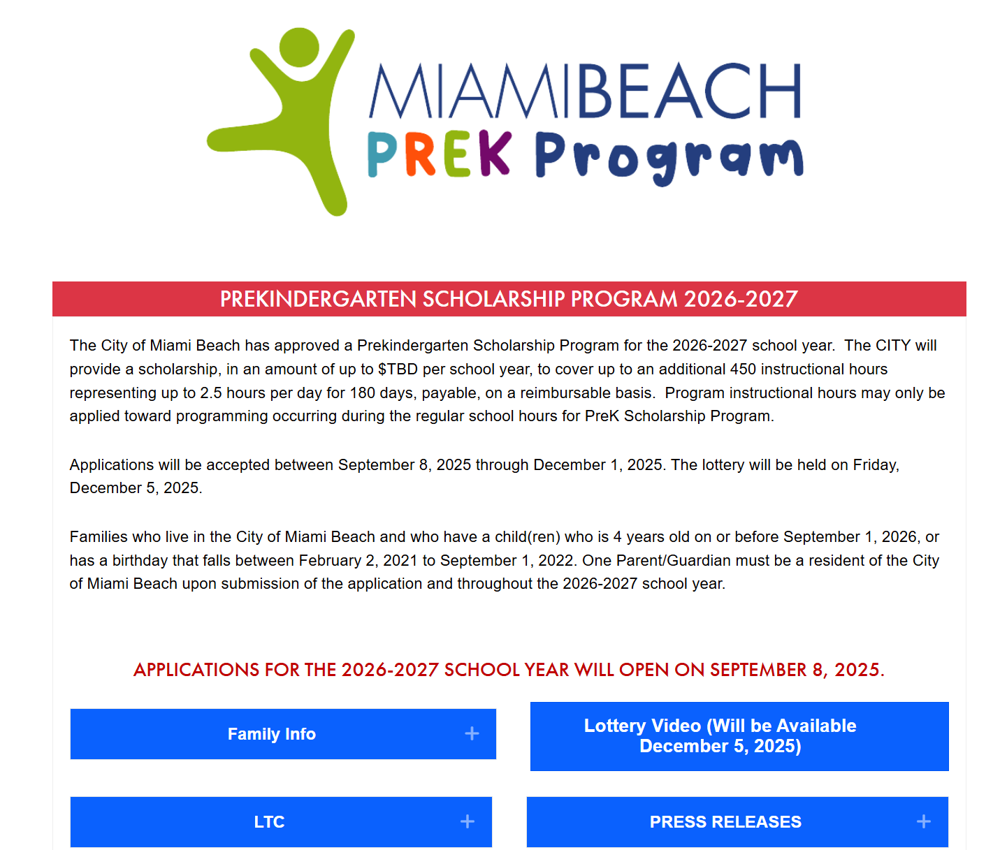 MIAMIBEACH
PREK Program
PREKINDERGARTEN SCHOLARSHIP PROGRAM 2026-2027
The City of Miami Beach has approved a Prekindergarten Scholarship Program for the 2026-2027 school year.  The CITY will
provide a scholarship, in an amount of up to $TBD per school year, to cover up to an additional 450 instructional hours
representing up to 2.5 hours per day for 180 days, payable, on a reimbursable basis.  Program instructional hours may only be
applied toward programming occurring during the regular school hours for PreK Scholarship Program.
Applications will be accepted between September 8, 2025 through December 1, 2025. The lottery will be held on Friday,
December 5, 2025.
Families who live in the City of Miami Beach and who have a child(ren) who is 4 years old on or before September 1, 2026, or
has a birthday that falls between February 2, 2021 to September 1, 2022. One Parent/Guardian must be a resident of the City
of Miami Beach upon submission of the application and throughout the 2026-2027 school year.
APPLICATIONS FOR THE 2026-2027 SCHOOL YEAR WILL OPEN ON SEPTEMBER 8, 2025.
Family Info +
Lottery Video (Will be Available
December 5, 2025)
LTC +
PRESS RELEASES +